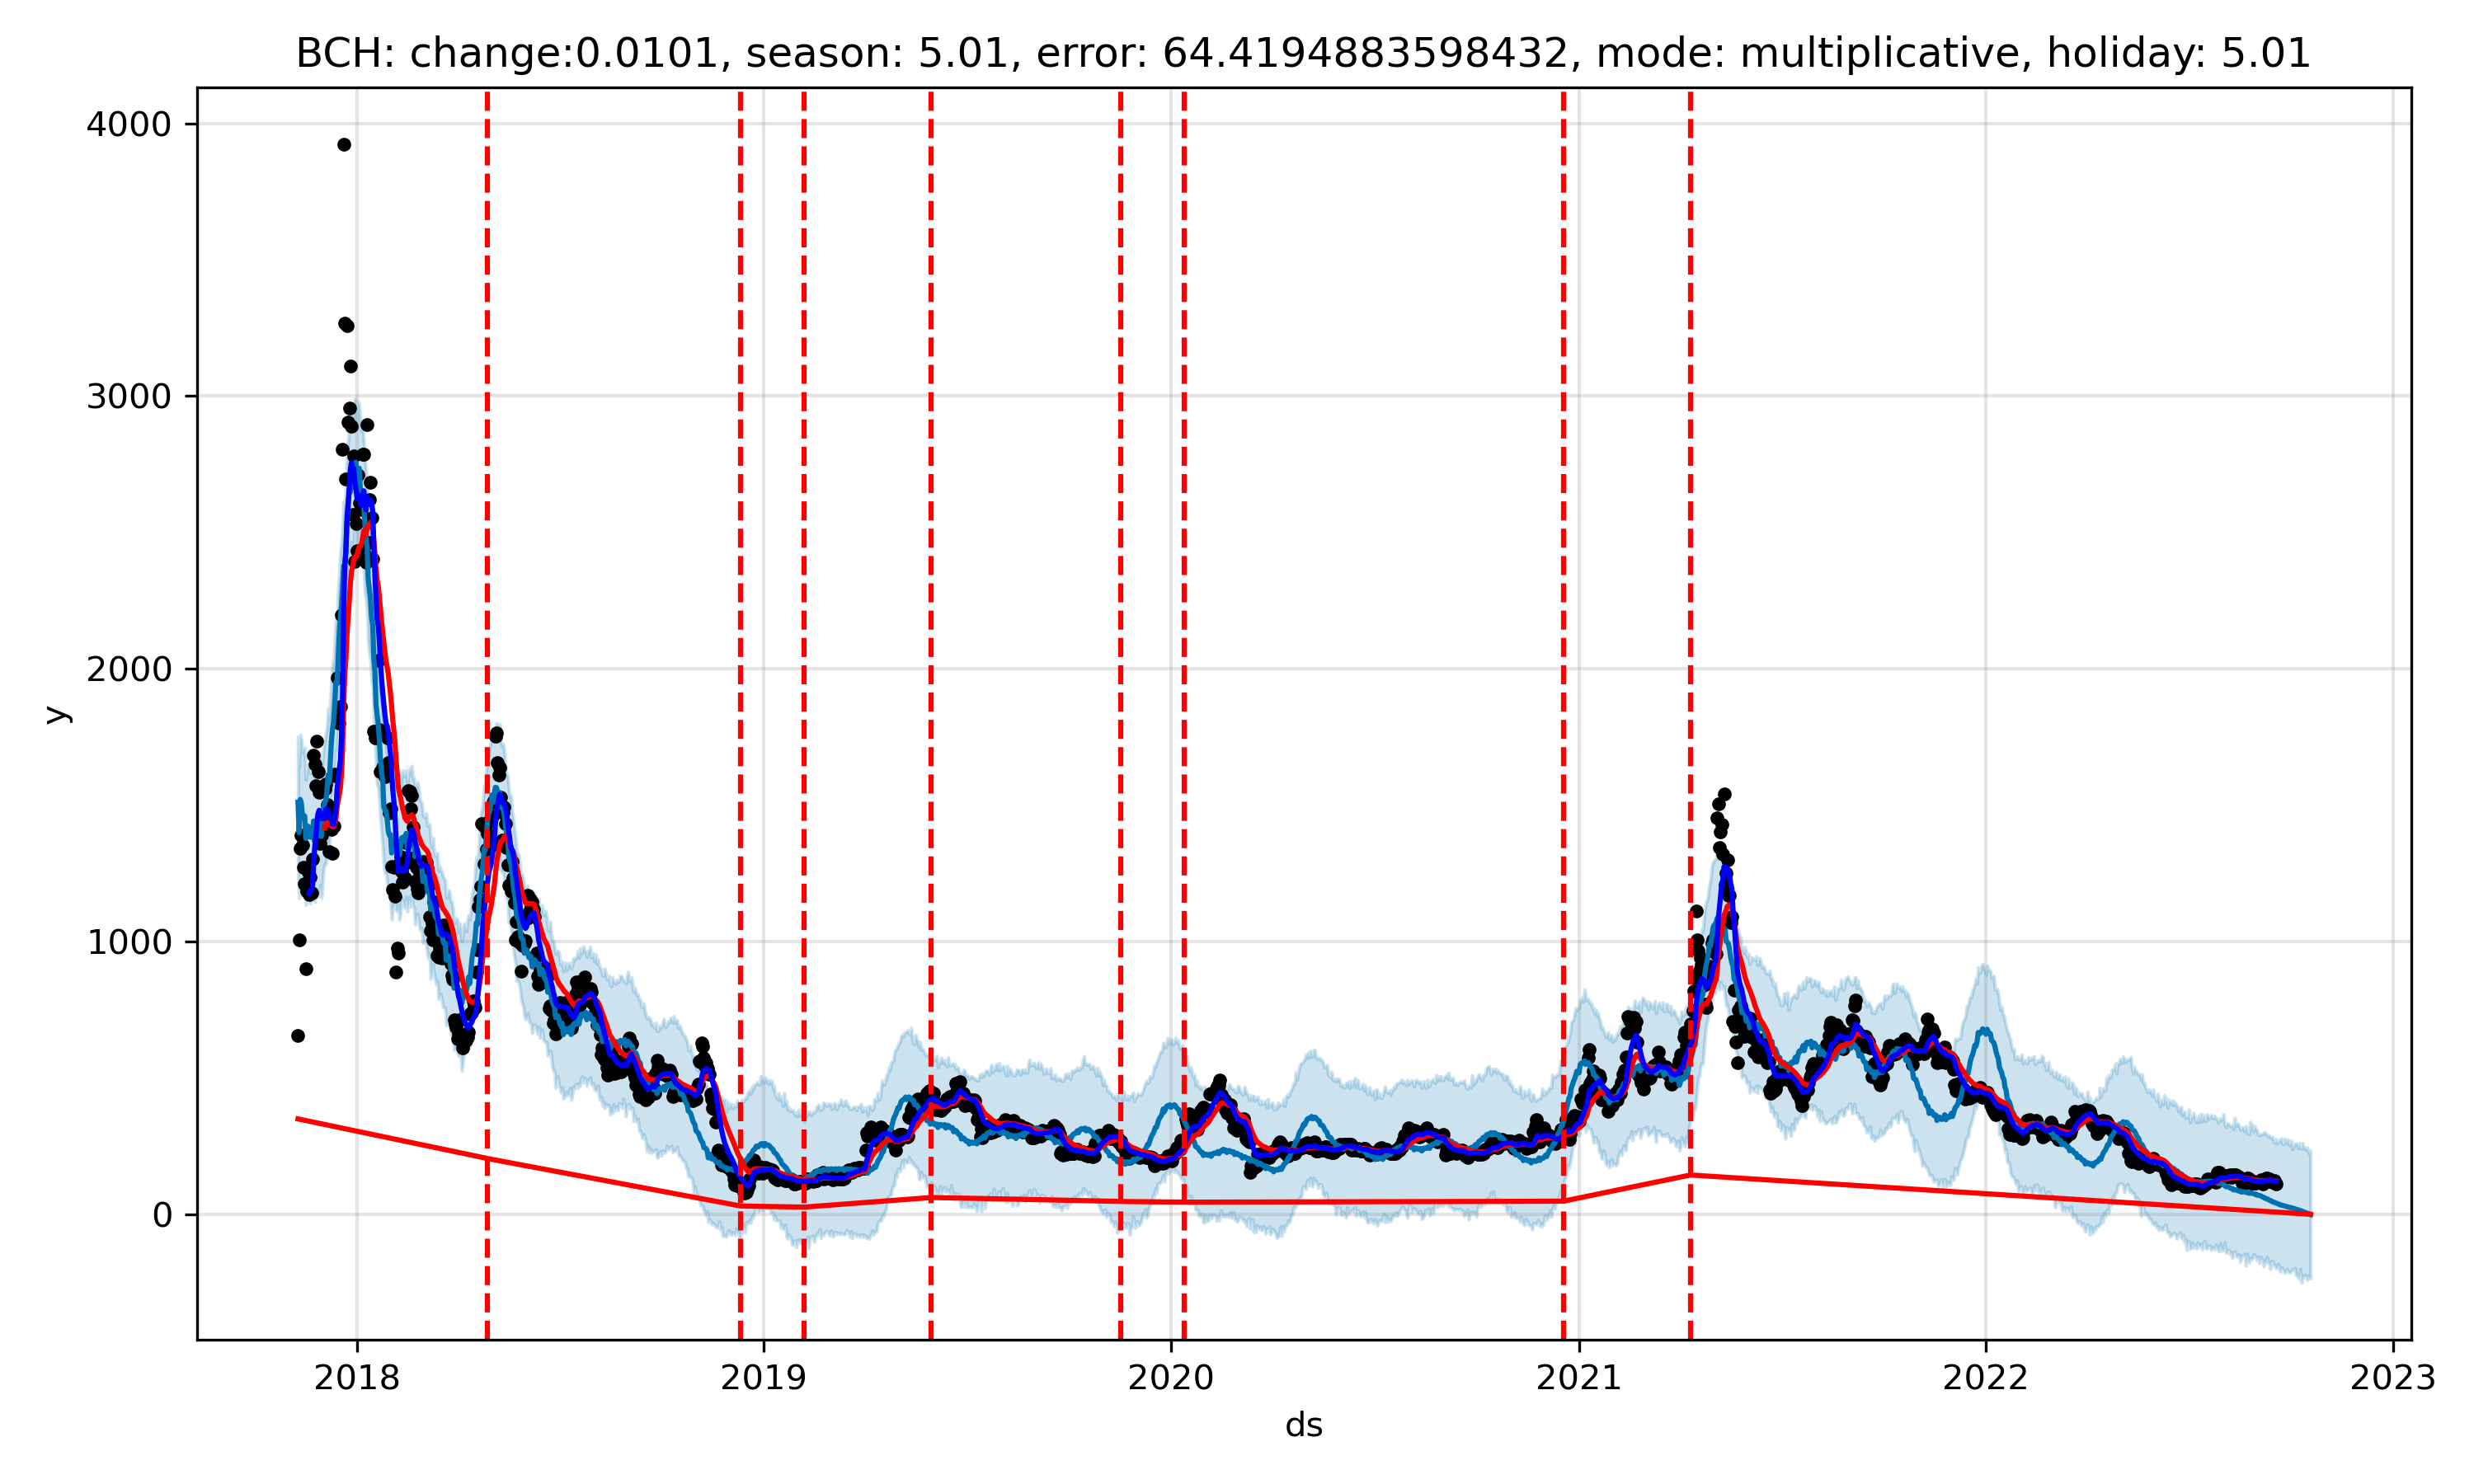 BCH: change:0.0101, season: 5.01, error: 64.4194883598432, mode: multiplicative, holiday: 5.01
4000
3000
2000
1000
0
y
2018 2019 2020 2021 2022 2023
ds